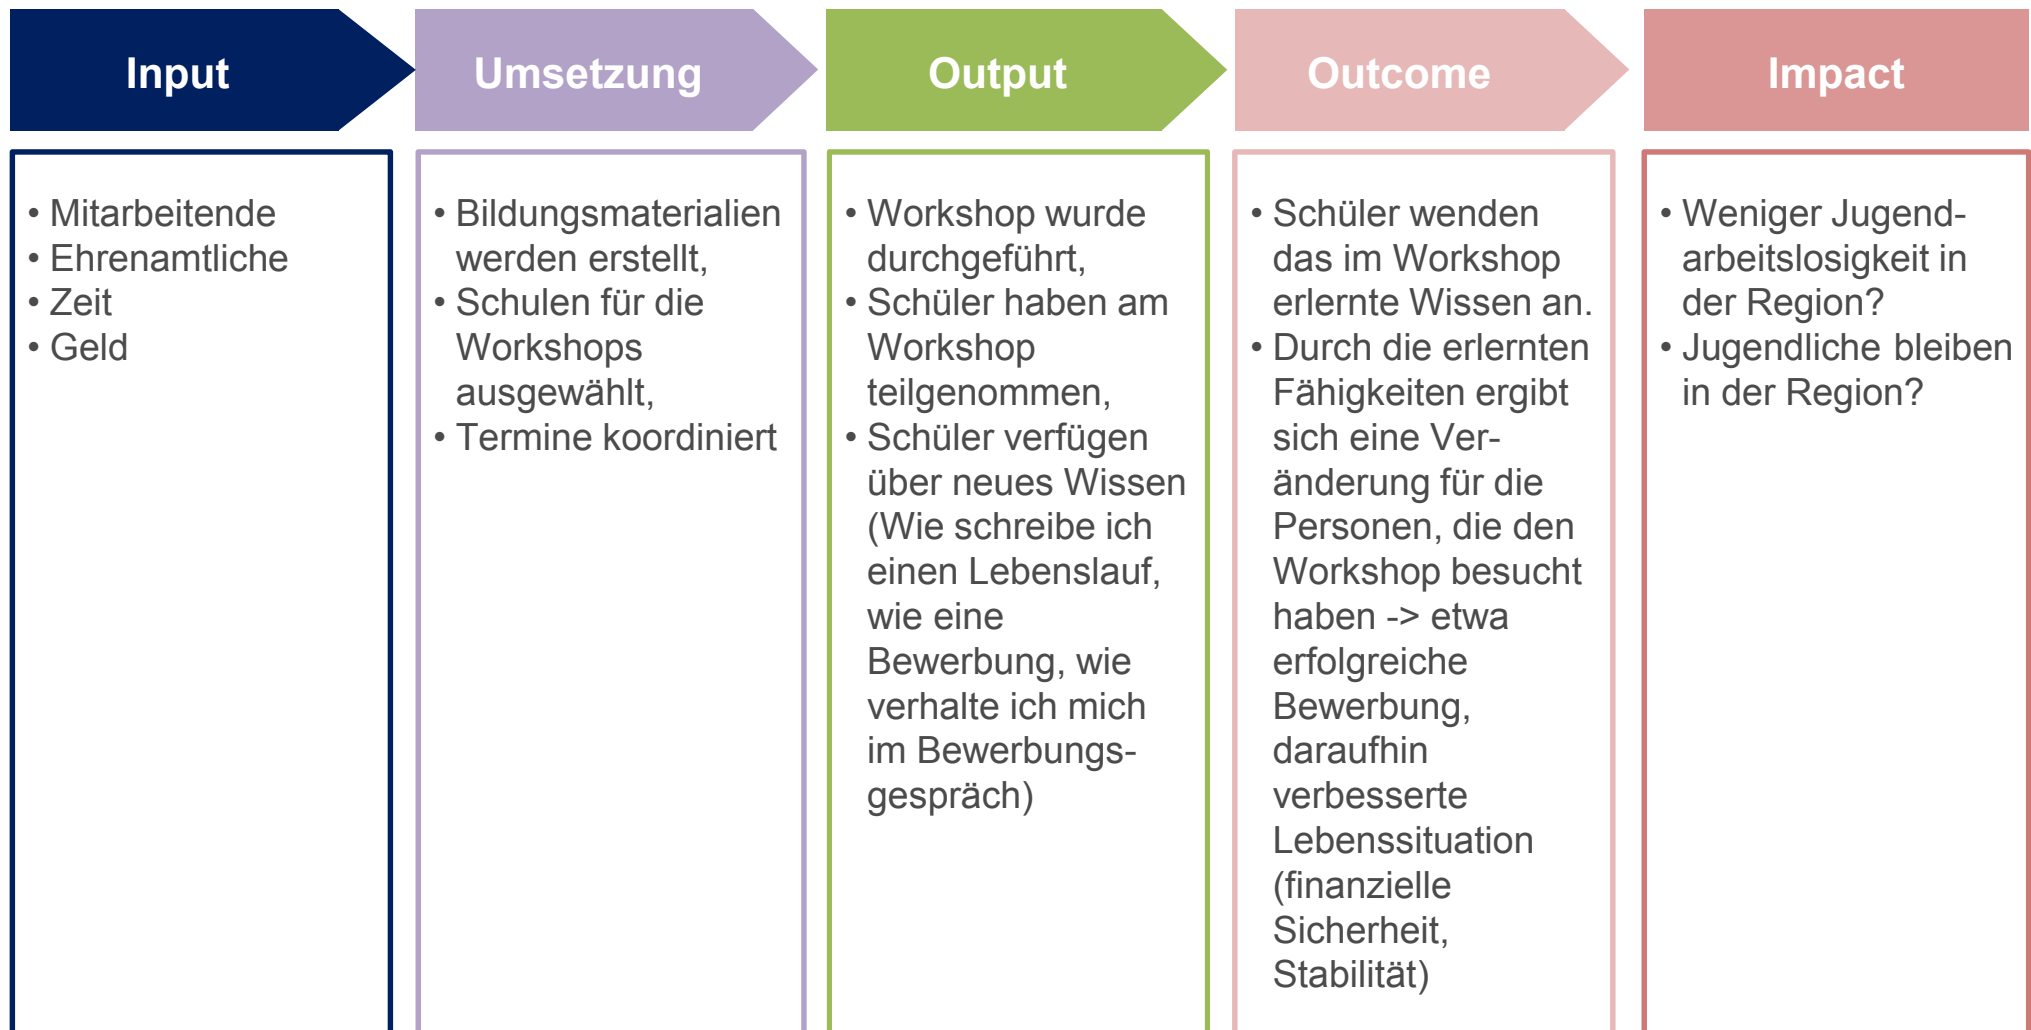 Input
Umsetzung
Output
Outcome
Impact
• Mitarbeitende
• Ehrenamtliche
• Zeit
• Geld
• Bildungsmaterialien
werden erstellt,
• Schulen für die
Workshops
ausgewählt,
• Termine koordiniert
• Workshop wurde
durchgeführt,
• Schüler haben am
Workshop
teilgenommen,
• Schüler verfügen
über neues Wissen
(Wie schreibe ich
einen Lebenslauf,
wie eine
Bewerbung, wie
verhalte ich mich
im Bewerbungs-
gespräch)
• Schüler wenden
das im Workshop
erlernte Wissen an.
• Durch die erlernten
Fähigkeiten ergibt
sich eine Ver-
änderung für die
Personen, die den
Workshop besucht
haben -> etwa
erfolgreiche
Bewerbung,
daraufhin
verbesserte
Lebenssituation
(finanzielle
Sicherheit,
Stabilität)
• Weniger Jugend-
arbeitslosigkeit in
der Region?
• Jugendliche bleiben
in der Region?